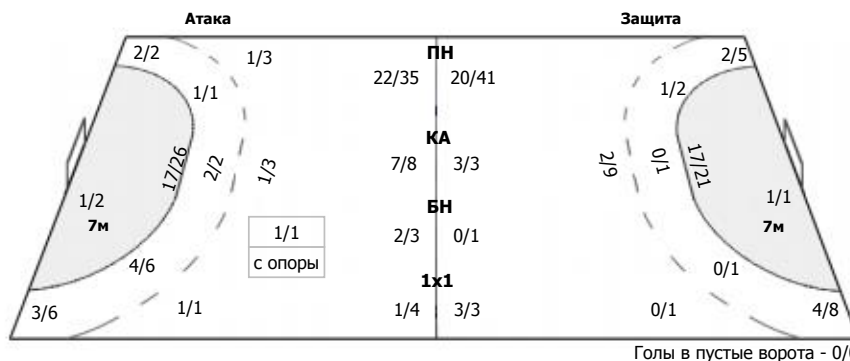 Атака Защита
2/2 1/3 ПН 2/5
22/35 20/41
1/1 1/2
КА
17/26 2/2 1/3 7/8 3/3 2/9 0/1 17/21
1/2 БН 1/1
7м 1/1 2/3 0/1 7м
с опоры
4/6 0/1
1х1
3/6 1/1 1/4 3/3 0/1 4/8
Голы в пустые ворота - 0/